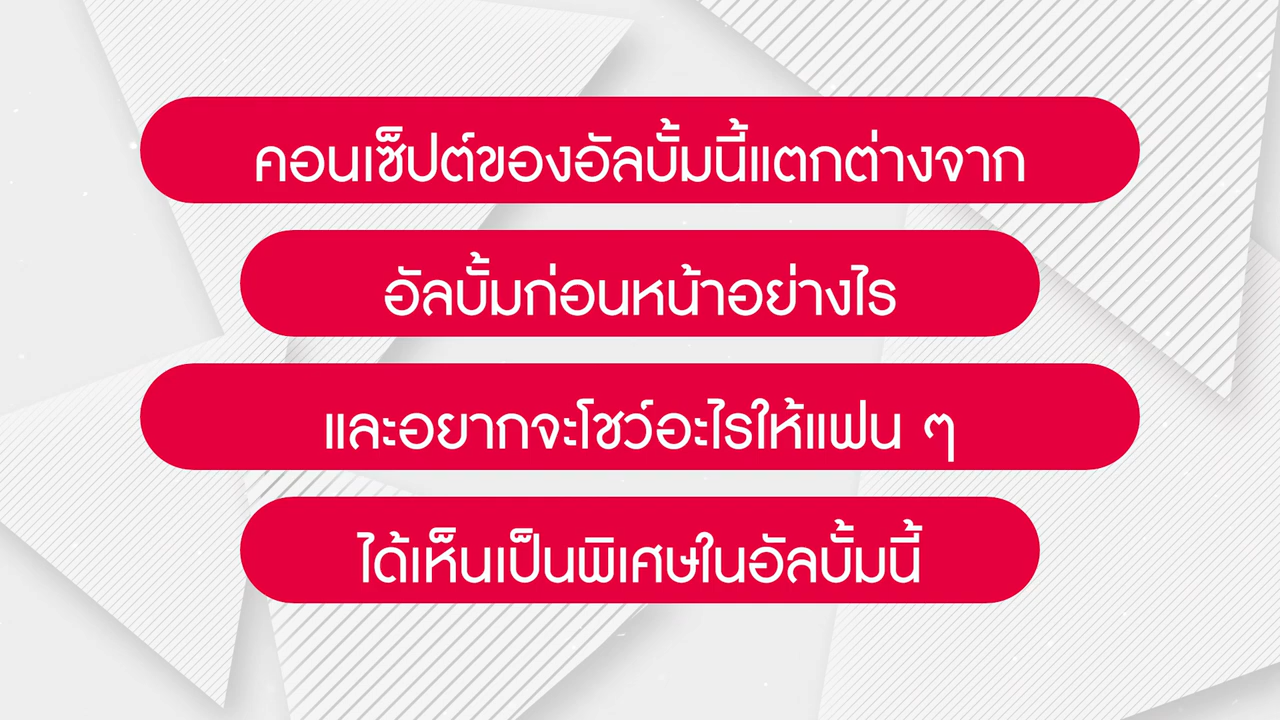 คอนเซ็ปต์ของอัลบั้มนี้แตกต่างจาก
อัลบั้มก่อนหน้าอย่างไร
และอยากจะโชว์อะไรให้แฟน ๆ
ได้เห็นเป็นพิเศษในอัลบั้มนี้